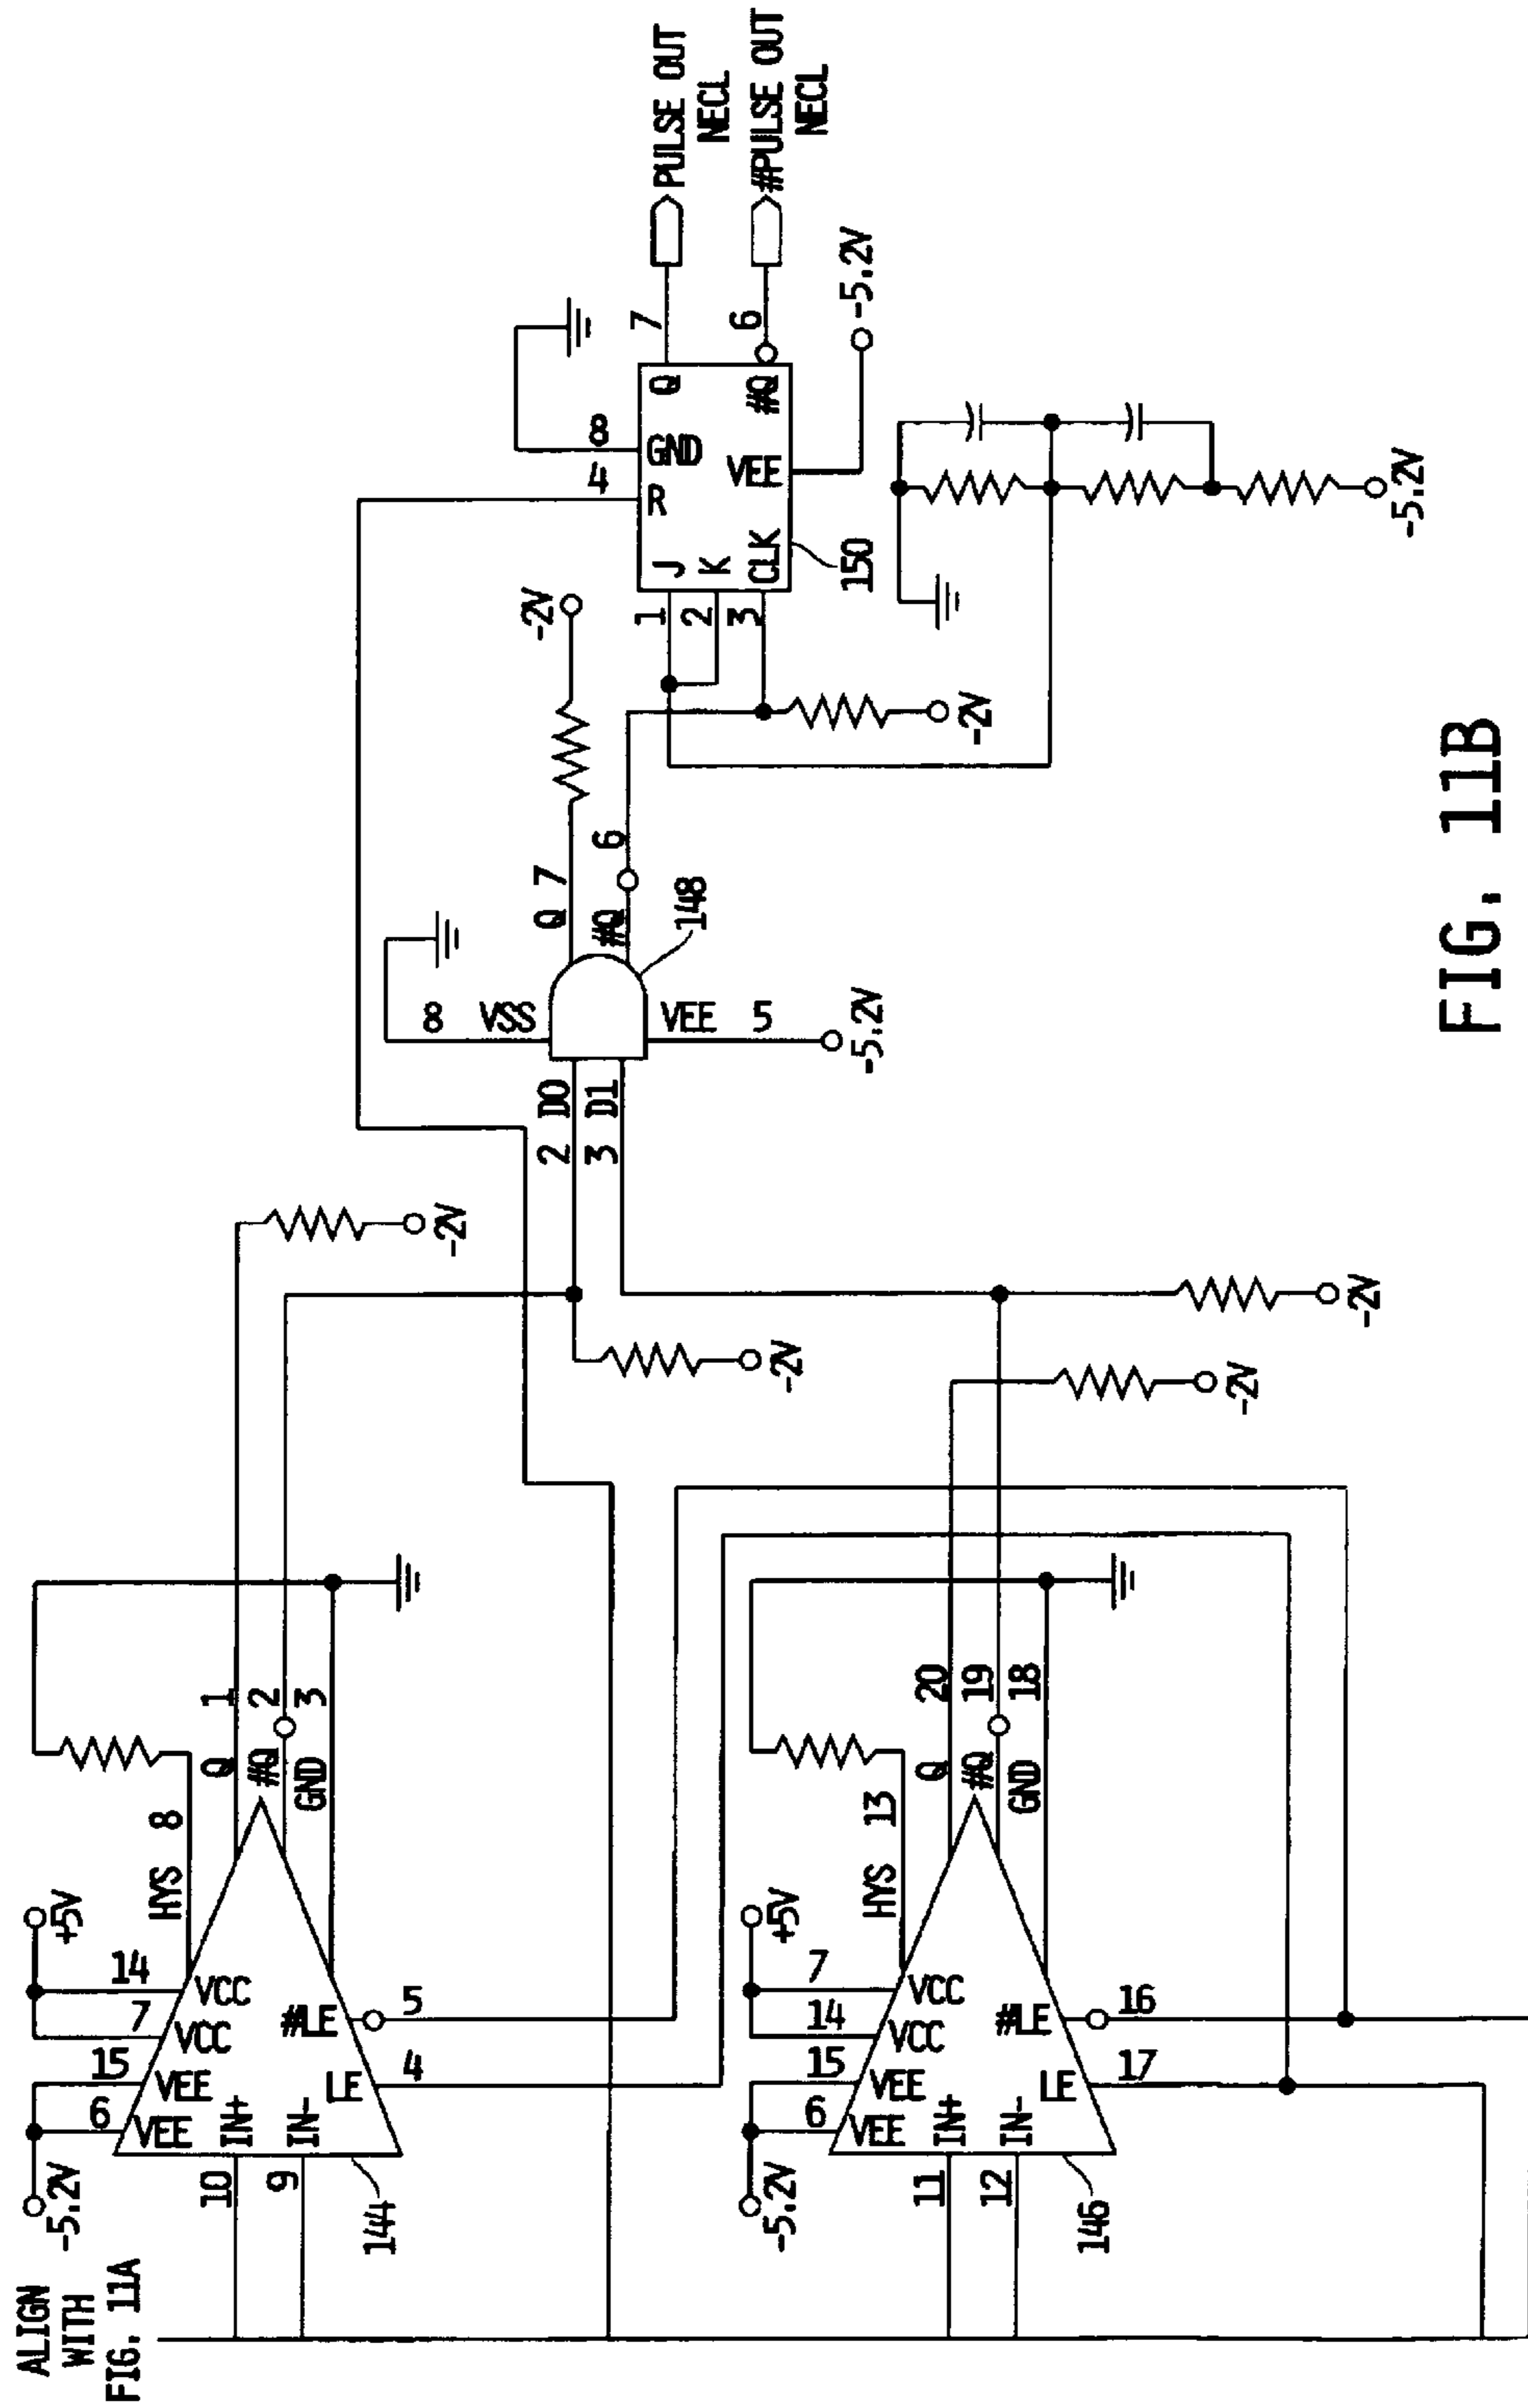 ALIGN
WITH
FIG. 11A
-5.2V
6
15
7
14
+5V
VEE
VEE
VCC
VCC
HYS 8
10
IN+
9
IN-
LE
#LE
4
5
Q
1
#Q
2
GND
3
144
-2V
-2V
-5.2V
6
15
14
7
+5V
VEE
VEE
VCC
VCC
HYS 13
11
IN+
12
IN-
LE
#LE
17
16
Q
20
#Q
19
GND
18
146
-2V
-2V
2 D0
3 D1
8
VSS
VEE
5
-5.2V
Q 7
#Q 6
148
-2V
-2V
1
2
3
J
K
CLK
4
R
8
GND
VEE
Q
#Q
7
6
150
-5.2V
PULSE OUT
NECL
#PULSE OUT
NECL
-5.2V
FIG. 11B